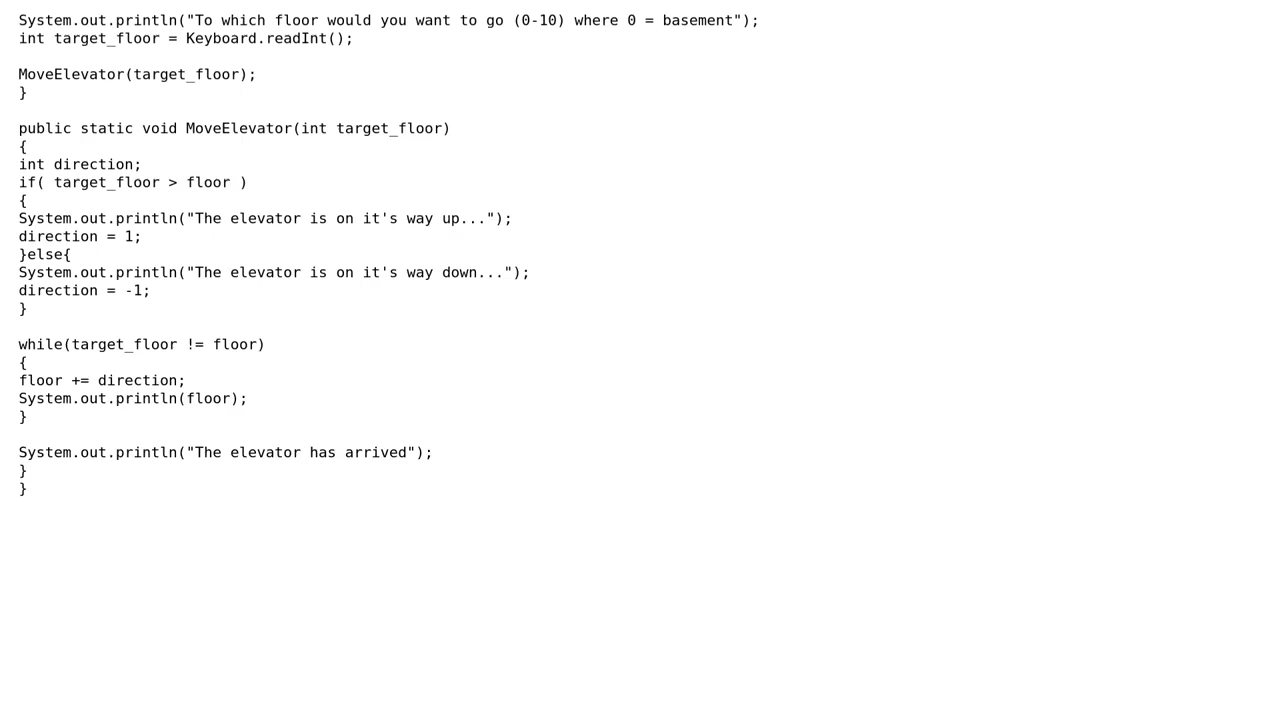 System.out.println("To which floor would you want to go (0-10) where 0 = basement");
int target_floor = Keyboard.readInt();
MoveElevator(target_floor);
}
public static void MoveElevator(int target_floor)
{
int direction;
if( target_floor > floor )
{
System.out.println("The elevator is on it's way up...");
direction = 1;
}else{
System.out.println("The elevator is on it's way down...");
direction = -1;
}
while(target_floor != floor)
{
floor += direction;
System.out.println(floor);
}
System.out.println("The elevator has arrived");
}
}